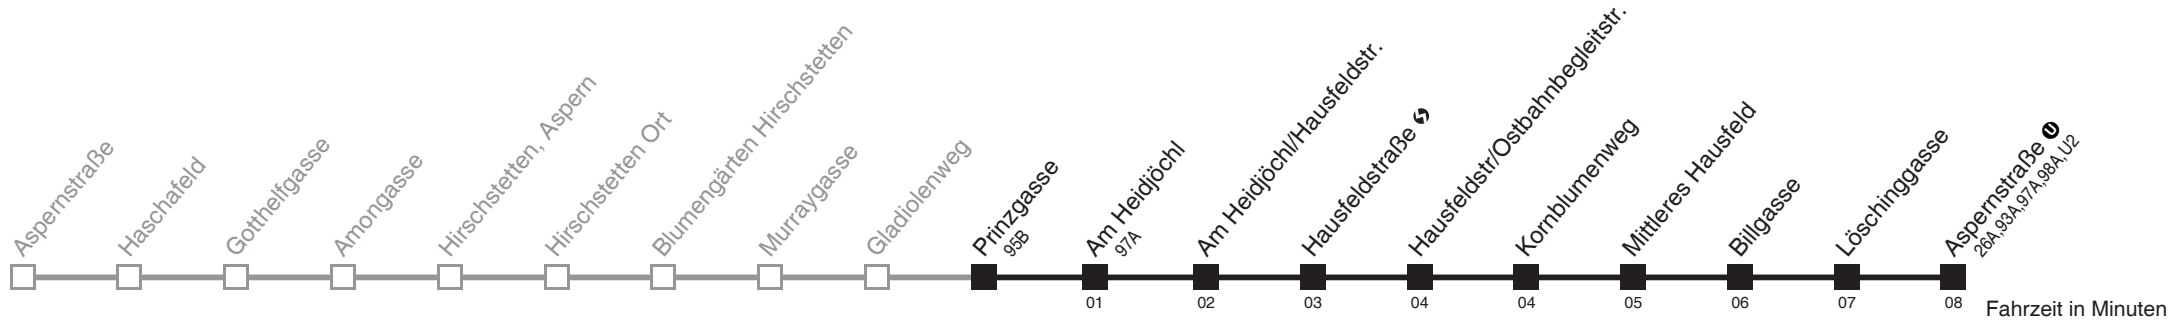 Aspernstraße
Haschafeld
Gotthelfgasse
Amongasse
Hirschstetten, Aspern
Hirschstetten Ort
Blumengärten Hirschstetten
Murraygasse
Gladiolenweg
Prinzgasse
95B
Am Heidjöchl
97A
Am Heidjöchl/Hausfeldstr.
Hausfeldstraße
Hausfeldstr/Ostbahnbegleitstr.
Kornblumenweg
Mittleres Hausfeld
Billgasse
Löschinggasse
Aspernstraße U
26A,93A,97A,98A,U2
01 02 03 04 04 05 06 07 08
Fahrzeit in Minuten